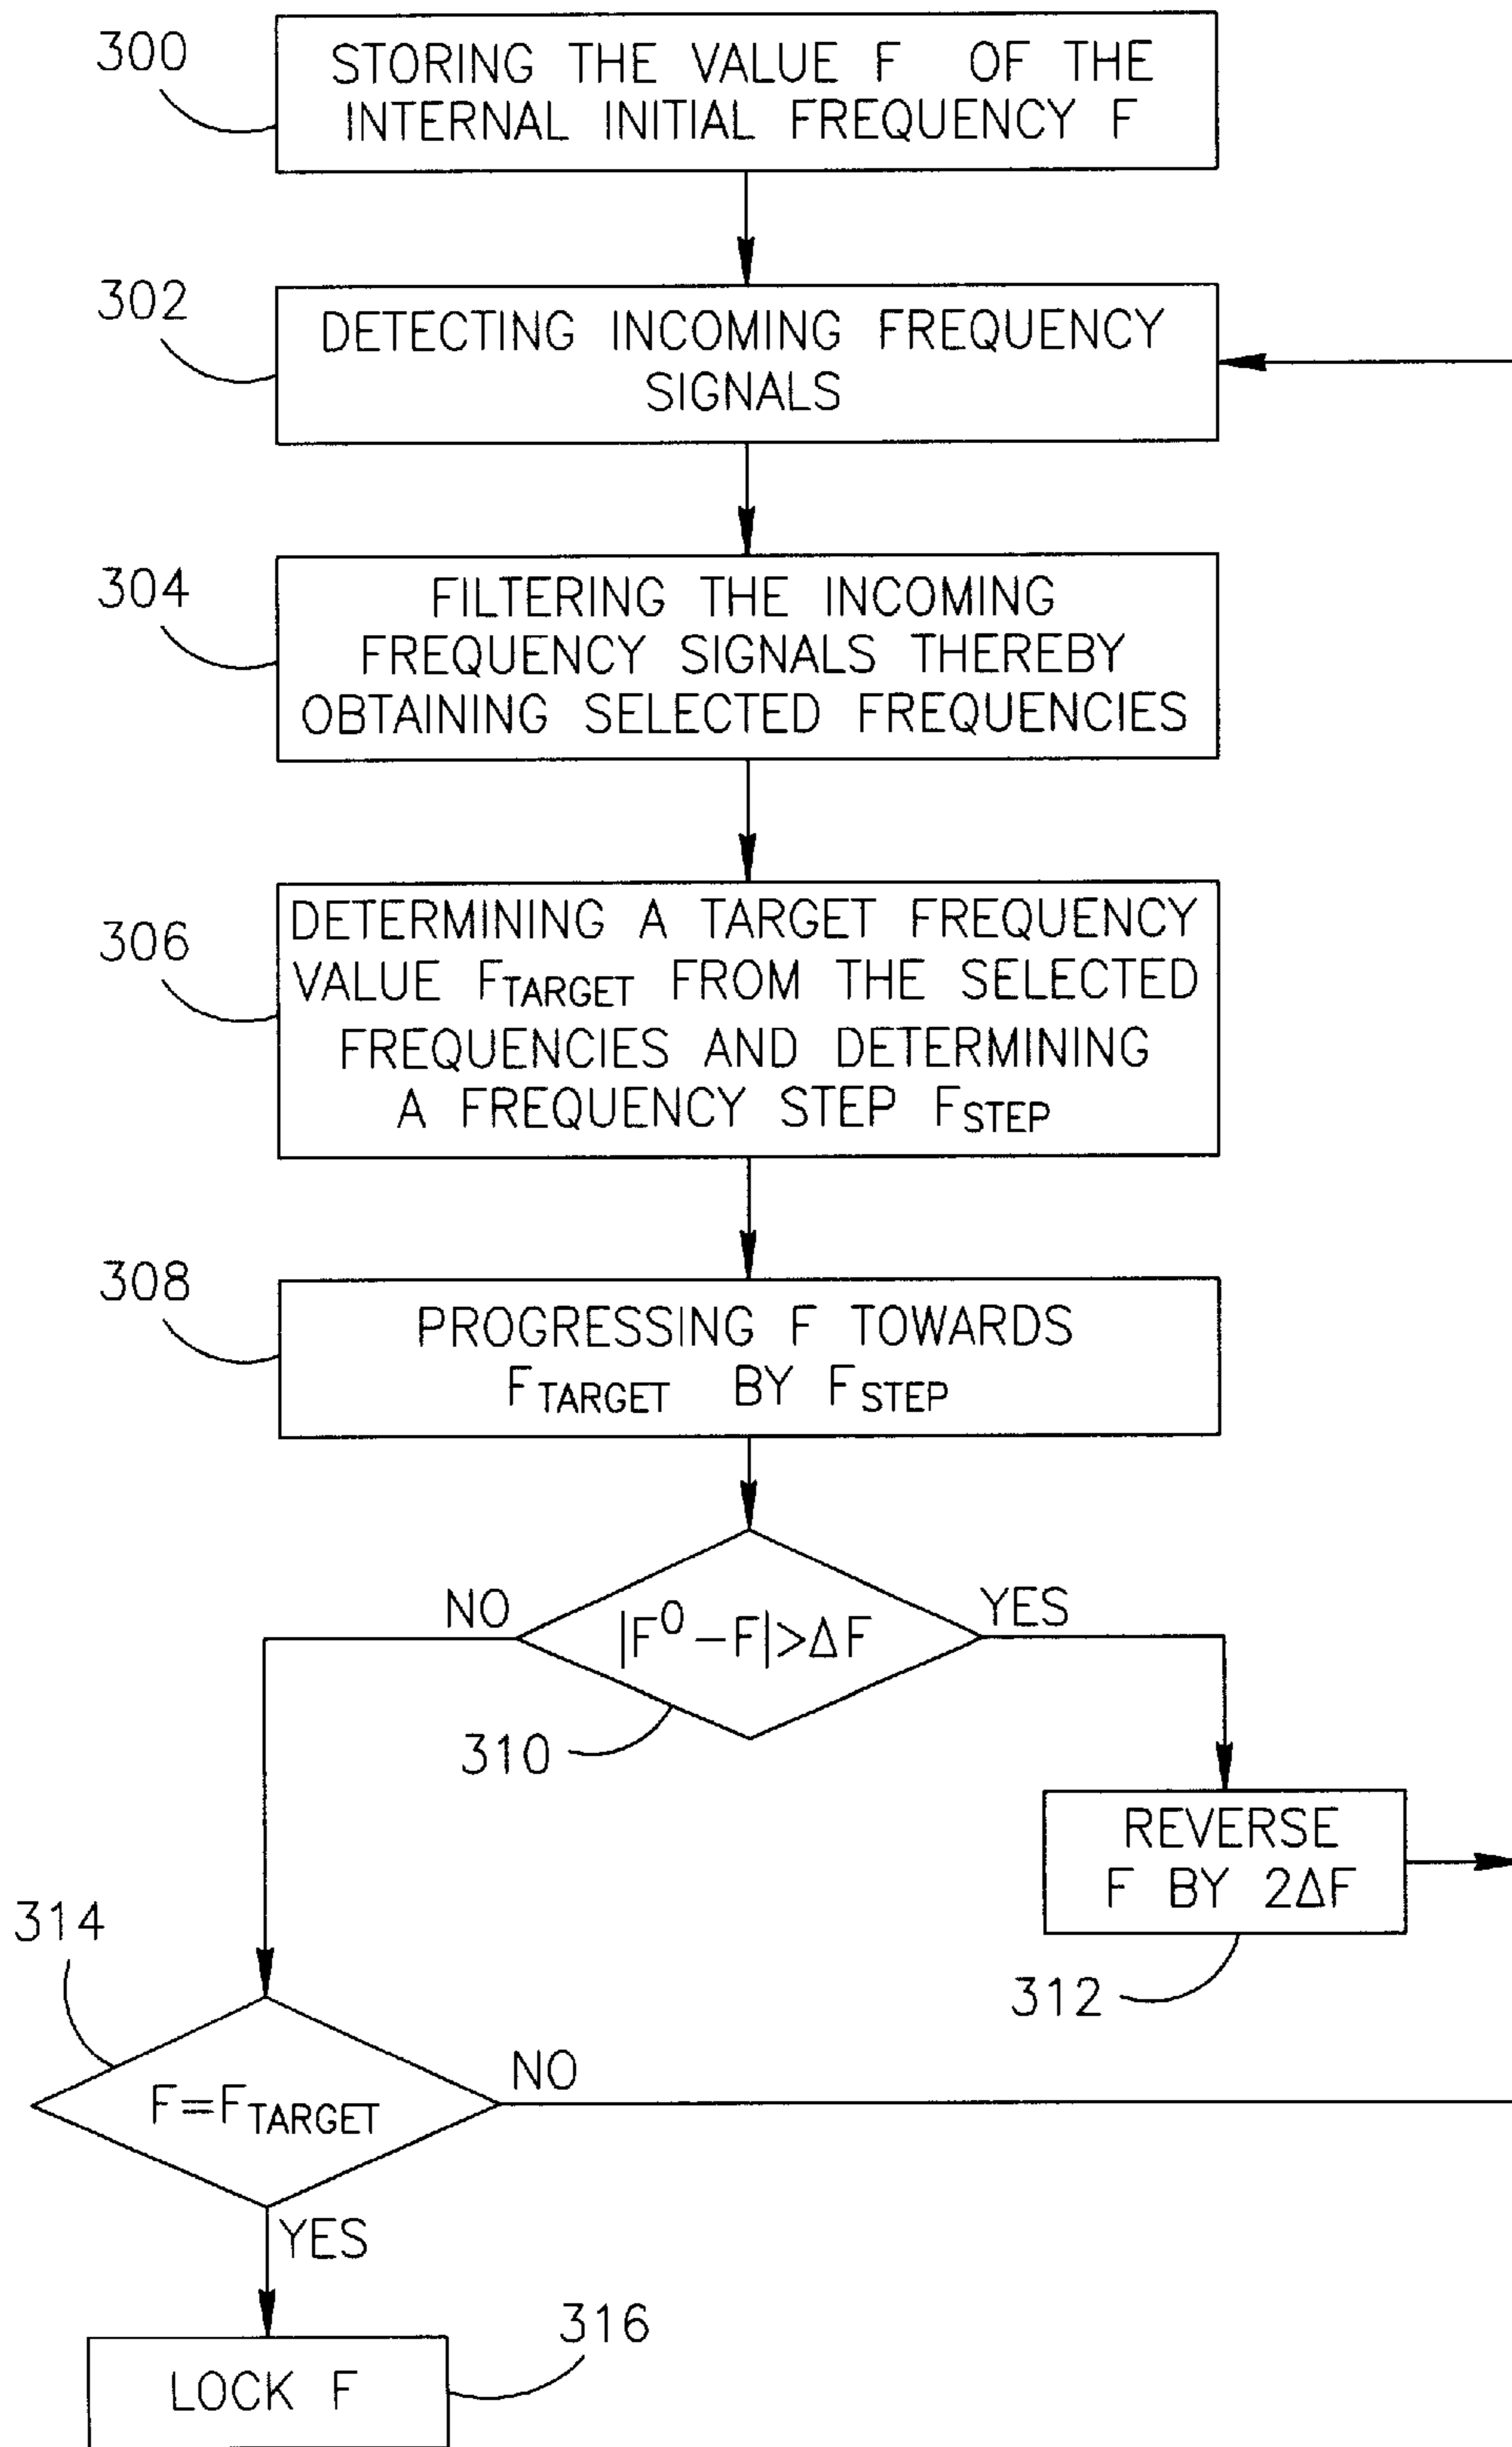 300
STORING THE VALUE F OF THE
INTERNAL INITIAL FREQUENCY F
302
DETECTING INCOMING FREQUENCY
SIGNALS
304
FILTERING THE INCOMING
FREQUENCY SIGNALS THEREBY
OBTAINING SELECTED FREQUENCIES
306
DETERMINING A TARGET FREQUENCY
VALUE FTARGET FROM THE SELECTED
FREQUENCIES AND DETERMINING
A FREQUENCY STEP FSTEP
308
PROGRESSING F TOWARDS
FTARGET BY FSTEP
NO
|F⁰−F|>ΔF
YES
310
REVERSE
F BY 2ΔF
312
314
F=FTARGET
NO
YES
316
LOCK F